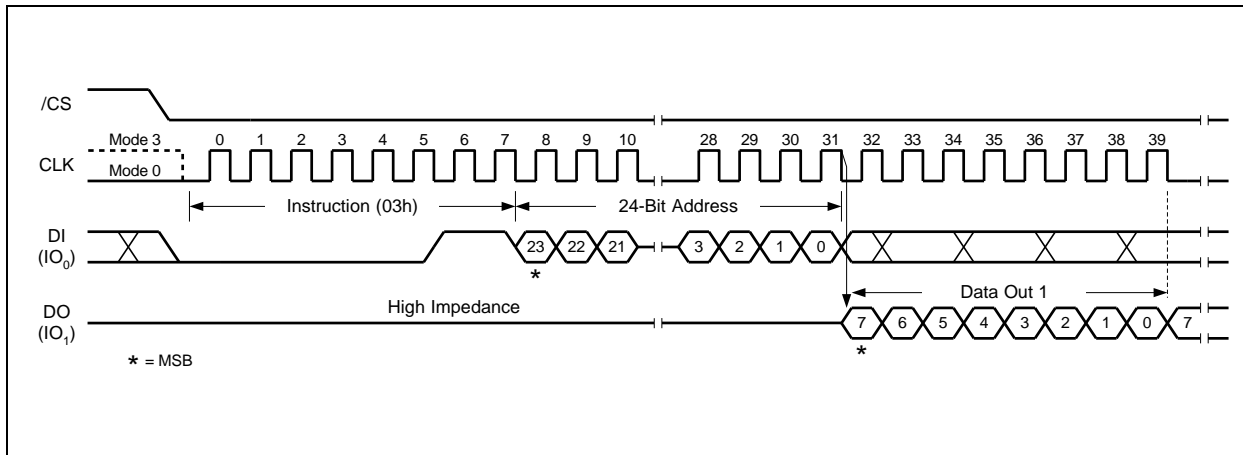 /CS
Mode 3 0 1 2 3 4 5 6 7 8 9 10 28 29 30 31 32 33 34 35 36 37 38 39
CLK Mode 0
Instruction (03h) 24-Bit Address
DI
(IO0)
23 22 21 3 2 1 0
*
High Impedance Data Out 1
DO
(IO1)
7 6 5 4 3 2 1 0 7
*
* = MSB